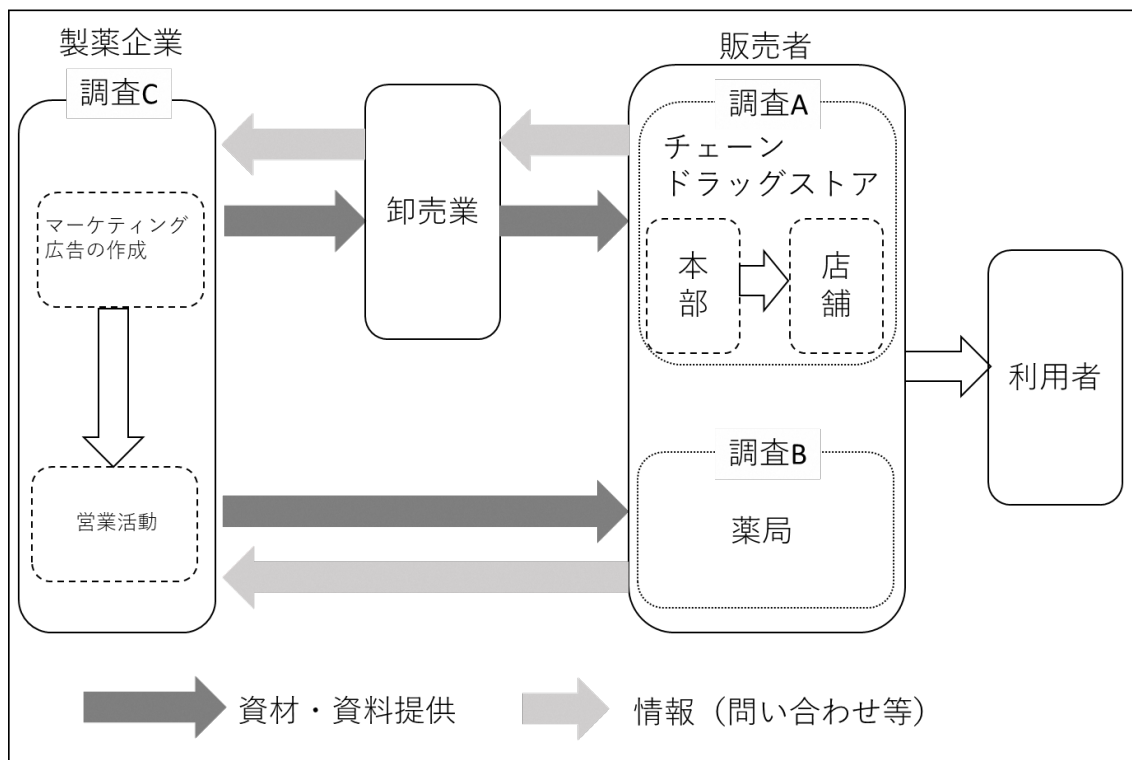 製薬企業
調査C
マーケティング
広告の作成
営業活動
卸売業
販売者
調査A
チェーン
ドラッグストア
本部
店舗
調査B
薬局
利用者
資材・資料提供
情報（問い合わせ等）